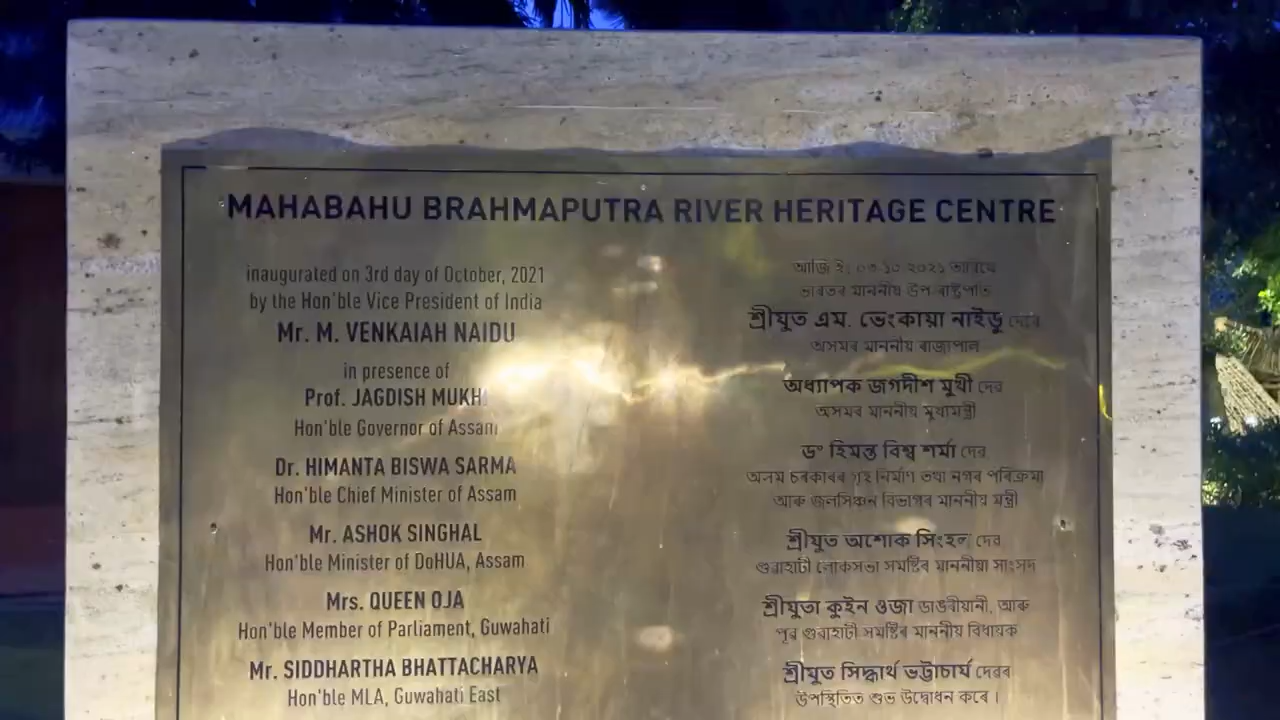 MAHABAHU BRAHMAPUTRA RIVER HERITAGE CENTRE
inaugurated on 3rd day of October, 2021
by the Hon'ble Vice President of India
Mr. M. VENKAIAH NAIDU
in presence of
Prof. JAGDISH MUKHI
Hon'ble Governor of Assam
Dr. HIMANTA BISWA SARMA
Hon'ble Chief Minister of Assam
Mr. ASHOK SINGHAL
Hon'ble Minister of DoHUA, Assam
Mrs. QUEEN OJA
Hon'ble Member of Parliament, Guwahati
Mr. SIDDHARTHA BHATTACHARYA
Hon'ble MLA, Guwahati East
আজি ইং ০৩-১০-২০২১ তাৰিখে
ভাৰতৰ মাননীয় উপ ৰাষ্ট্ৰপতি
শ্ৰীযুত এম. ভেংকায়া নাইডু দেৱে
অসমৰ মাননীয় ৰাজ্যপাল
অধ্যাপক জগদীশ মুখী দেৱ
অসমৰ মাননীয় মুখ্যমন্ত্ৰী
ড° হিমন্ত বিশ্ব শৰ্মা দেৱ
অসম চৰকাৰৰ গৃহ নিৰ্মাণ তথা নগৰ পৰিক্ৰমা
আৰু জলসিঞ্চন বিভাগৰ মাননীয় মন্ত্ৰী
শ্ৰীযুত অশোক সিংহল দেৱ
গুৱাহাটী লোকসভা সমষ্টিৰ মাননীয়া সাংসদ
শ্ৰীযুতা কুইন ওজা ডাঙৰীয়ানী, আৰু
পূৱ গুৱাহাটী সমষ্টিৰ মাননীয় বিধায়ক
শ্ৰীযুত সিদ্ধাৰ্থ ভট্টাচাৰ্য দেৱৰ
উপস্থিতিত শুভ উদ্বোধন কৰে ।